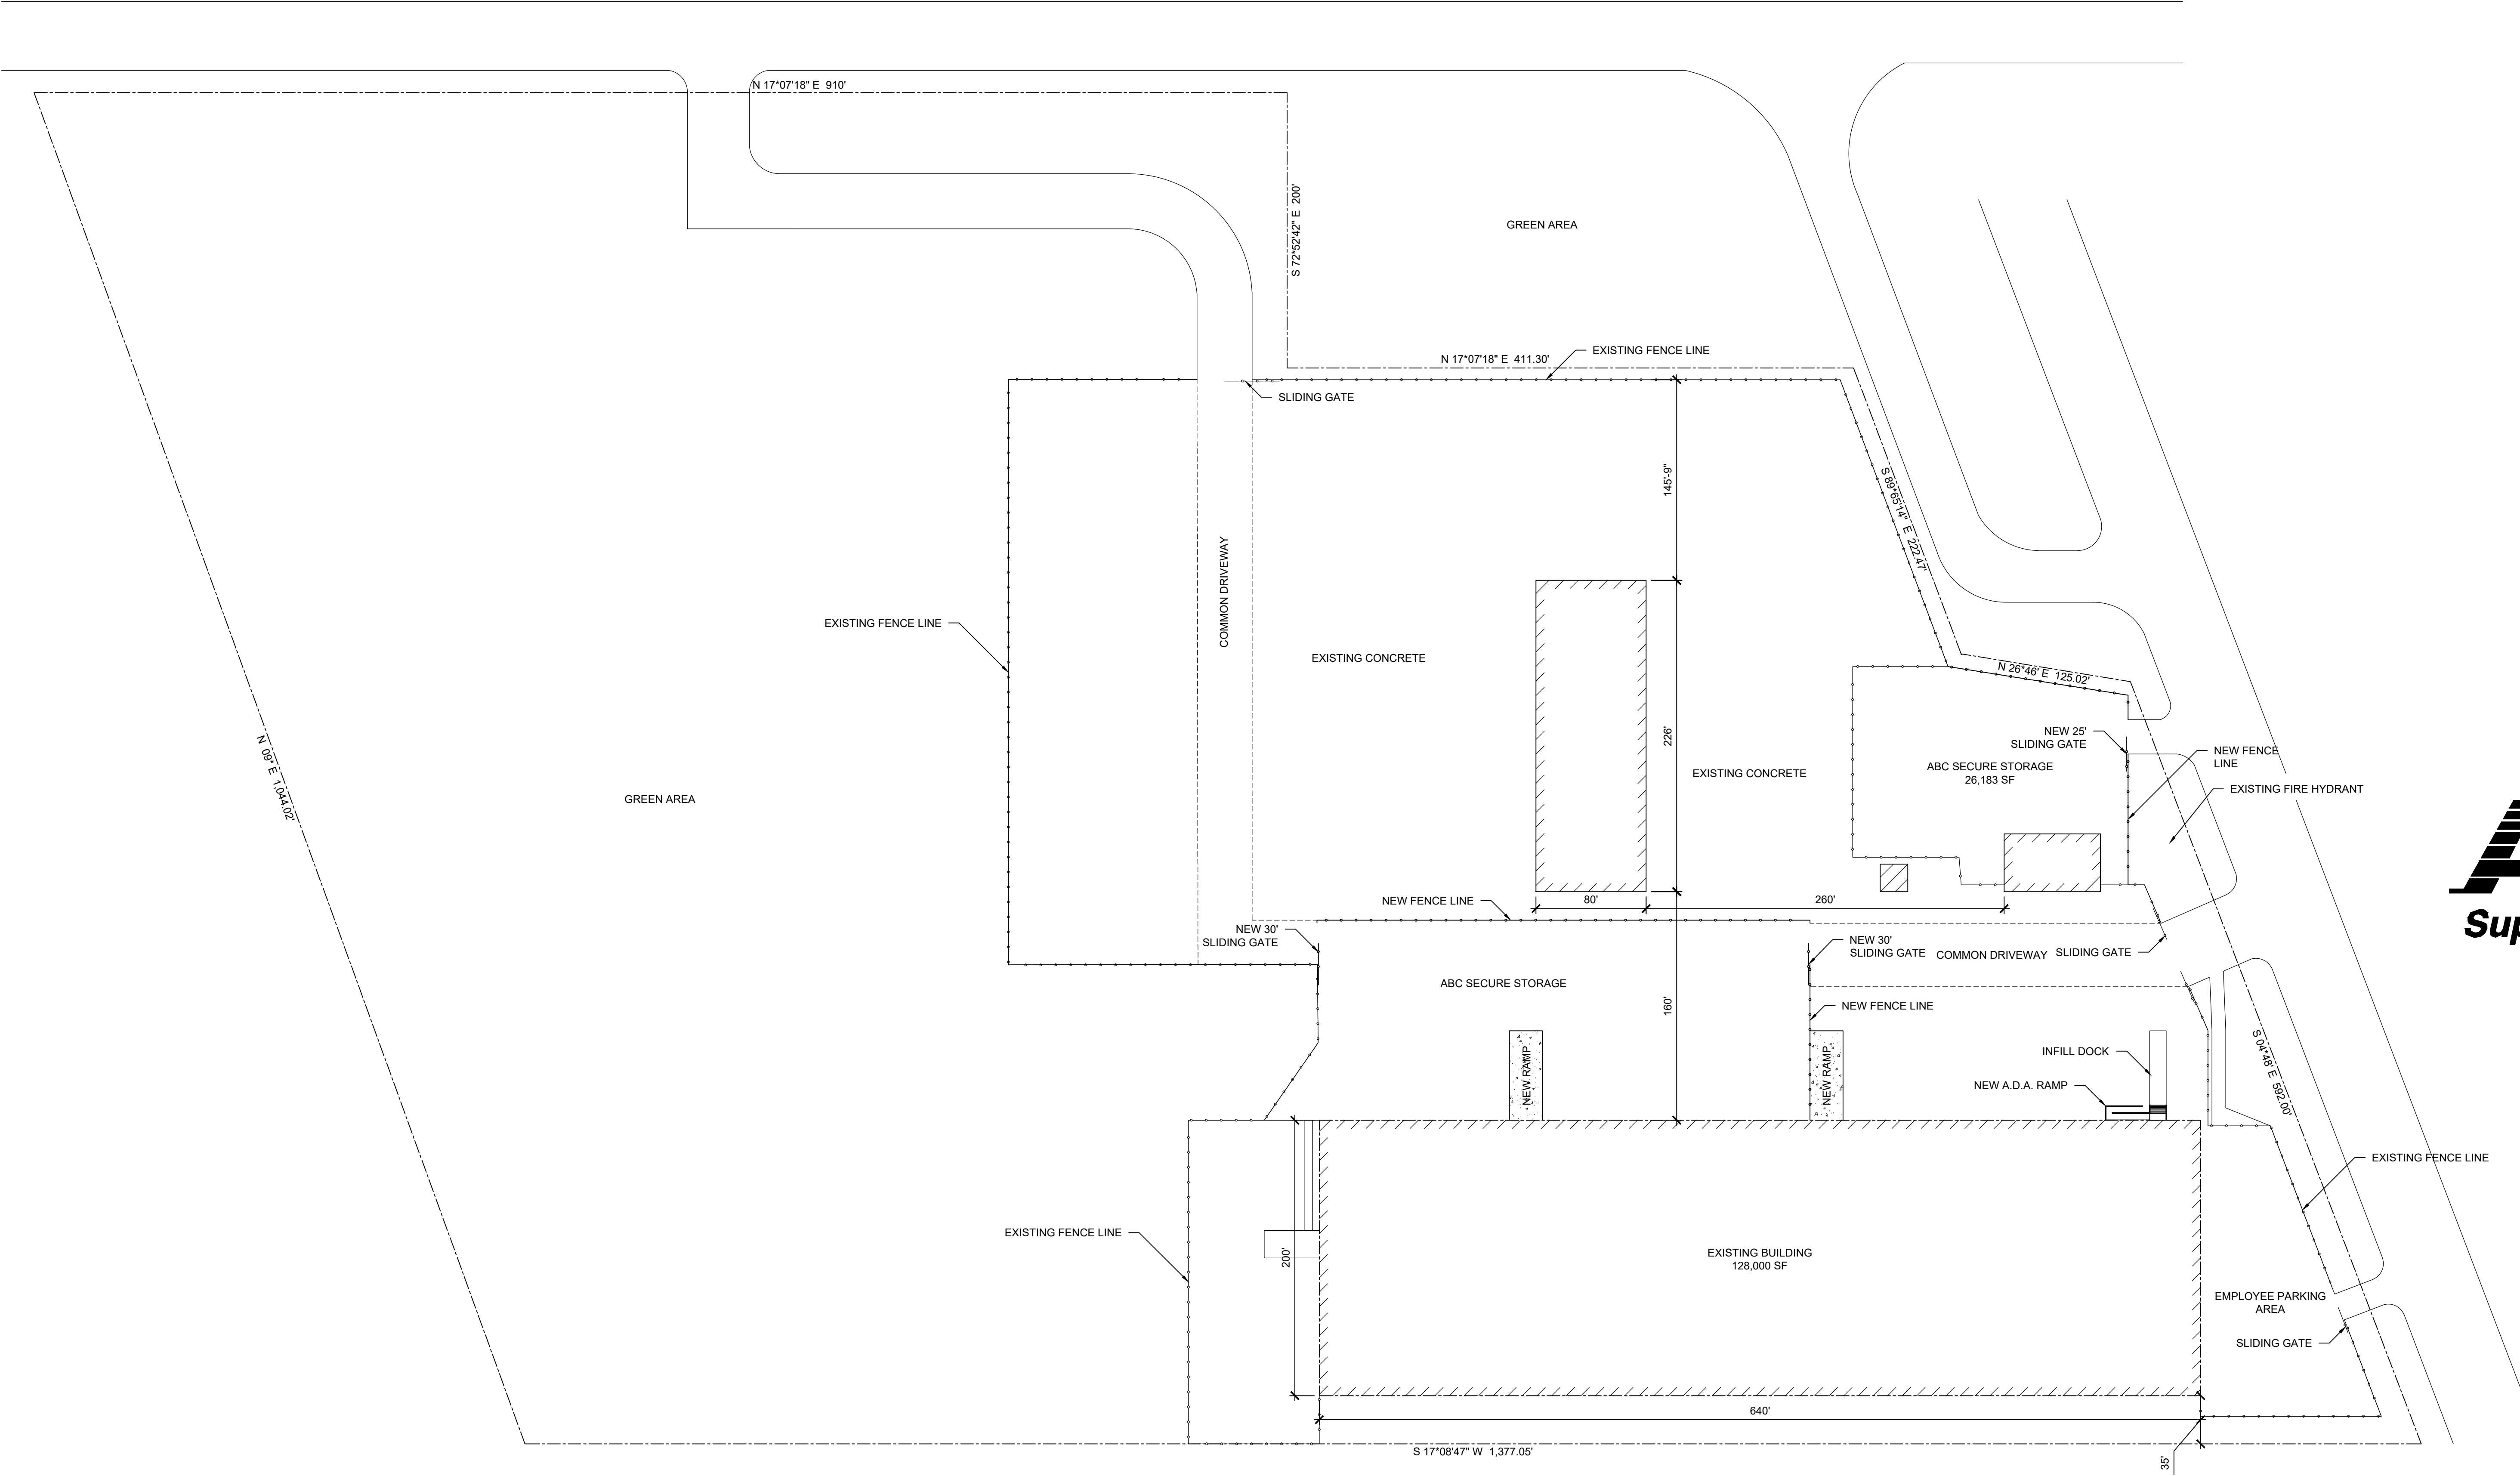 N 17°07'18" E 910'
S 72°52'42" E 200'
GREEN AREA
N 17°07'18" E 411.30'
EXISTING FENCE LINE
SLIDING GATE
145'-9"
S 89°65'14" E 222.47'
COMMON DRIVEWAY
EXISTING FENCE LINE
EXISTING CONCRETE
N 26°46' E 125.02'
226'
NEW 25'
SLIDING GATE
NEW FENCE
LINE
ABC SECURE STORAGE
26,183 SF
EXISTING CONCRETE
EXISTING FIRE HYDRANT
N 09° E 1,044.02'
GREEN AREA
NEW FENCE LINE
80'
260'
NEW 30'
SLIDING GATE
NEW 30'
SLIDING GATE
COMMON DRIVEWAY
SLIDING GATE
ABC SECURE STORAGE
160'
NEW FENCE LINE
NEW RAMP
NEW RAMP
INFILL DOCK
NEW A.D.A. RAMP
S 04°48' E 592.00'
EXISTING FENCE LINE
EXISTING FENCE LINE
200'
EXISTING BUILDING
128,000 SF
EMPLOYEE PARKING
AREA
SLIDING GATE
640'
S 17°08'47" W 1,377.05'
35'
Sup